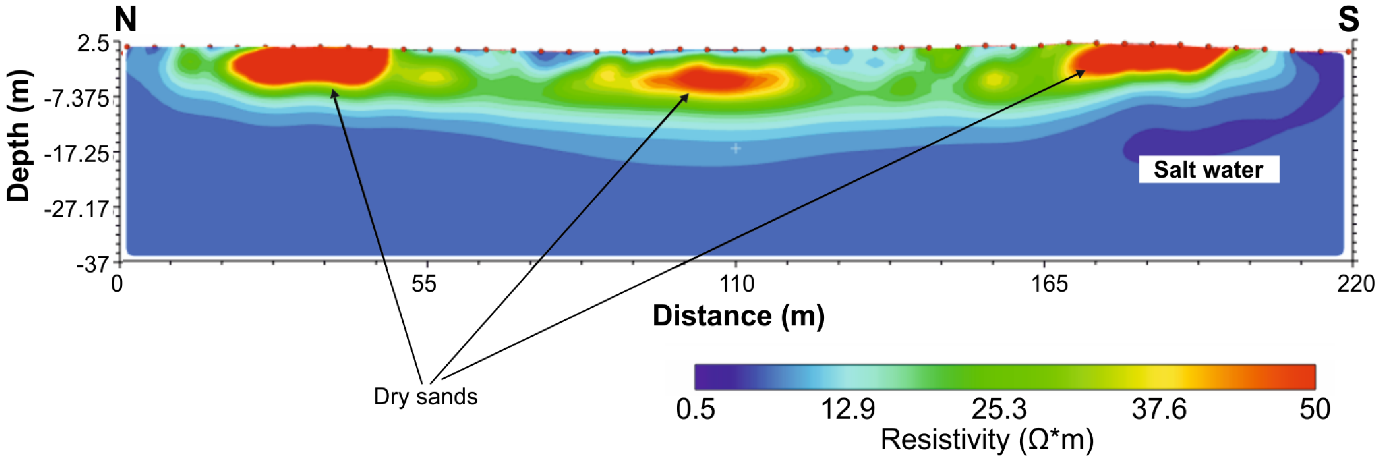 N
S
2.5
-7.375
-17.25
-27.17
-37
Depth (m)
0
55
110
165
220
Distance (m)
Salt water
Dry sands
0.5
12.9
25.3
37.6
50
Resistivity (Ω*m)